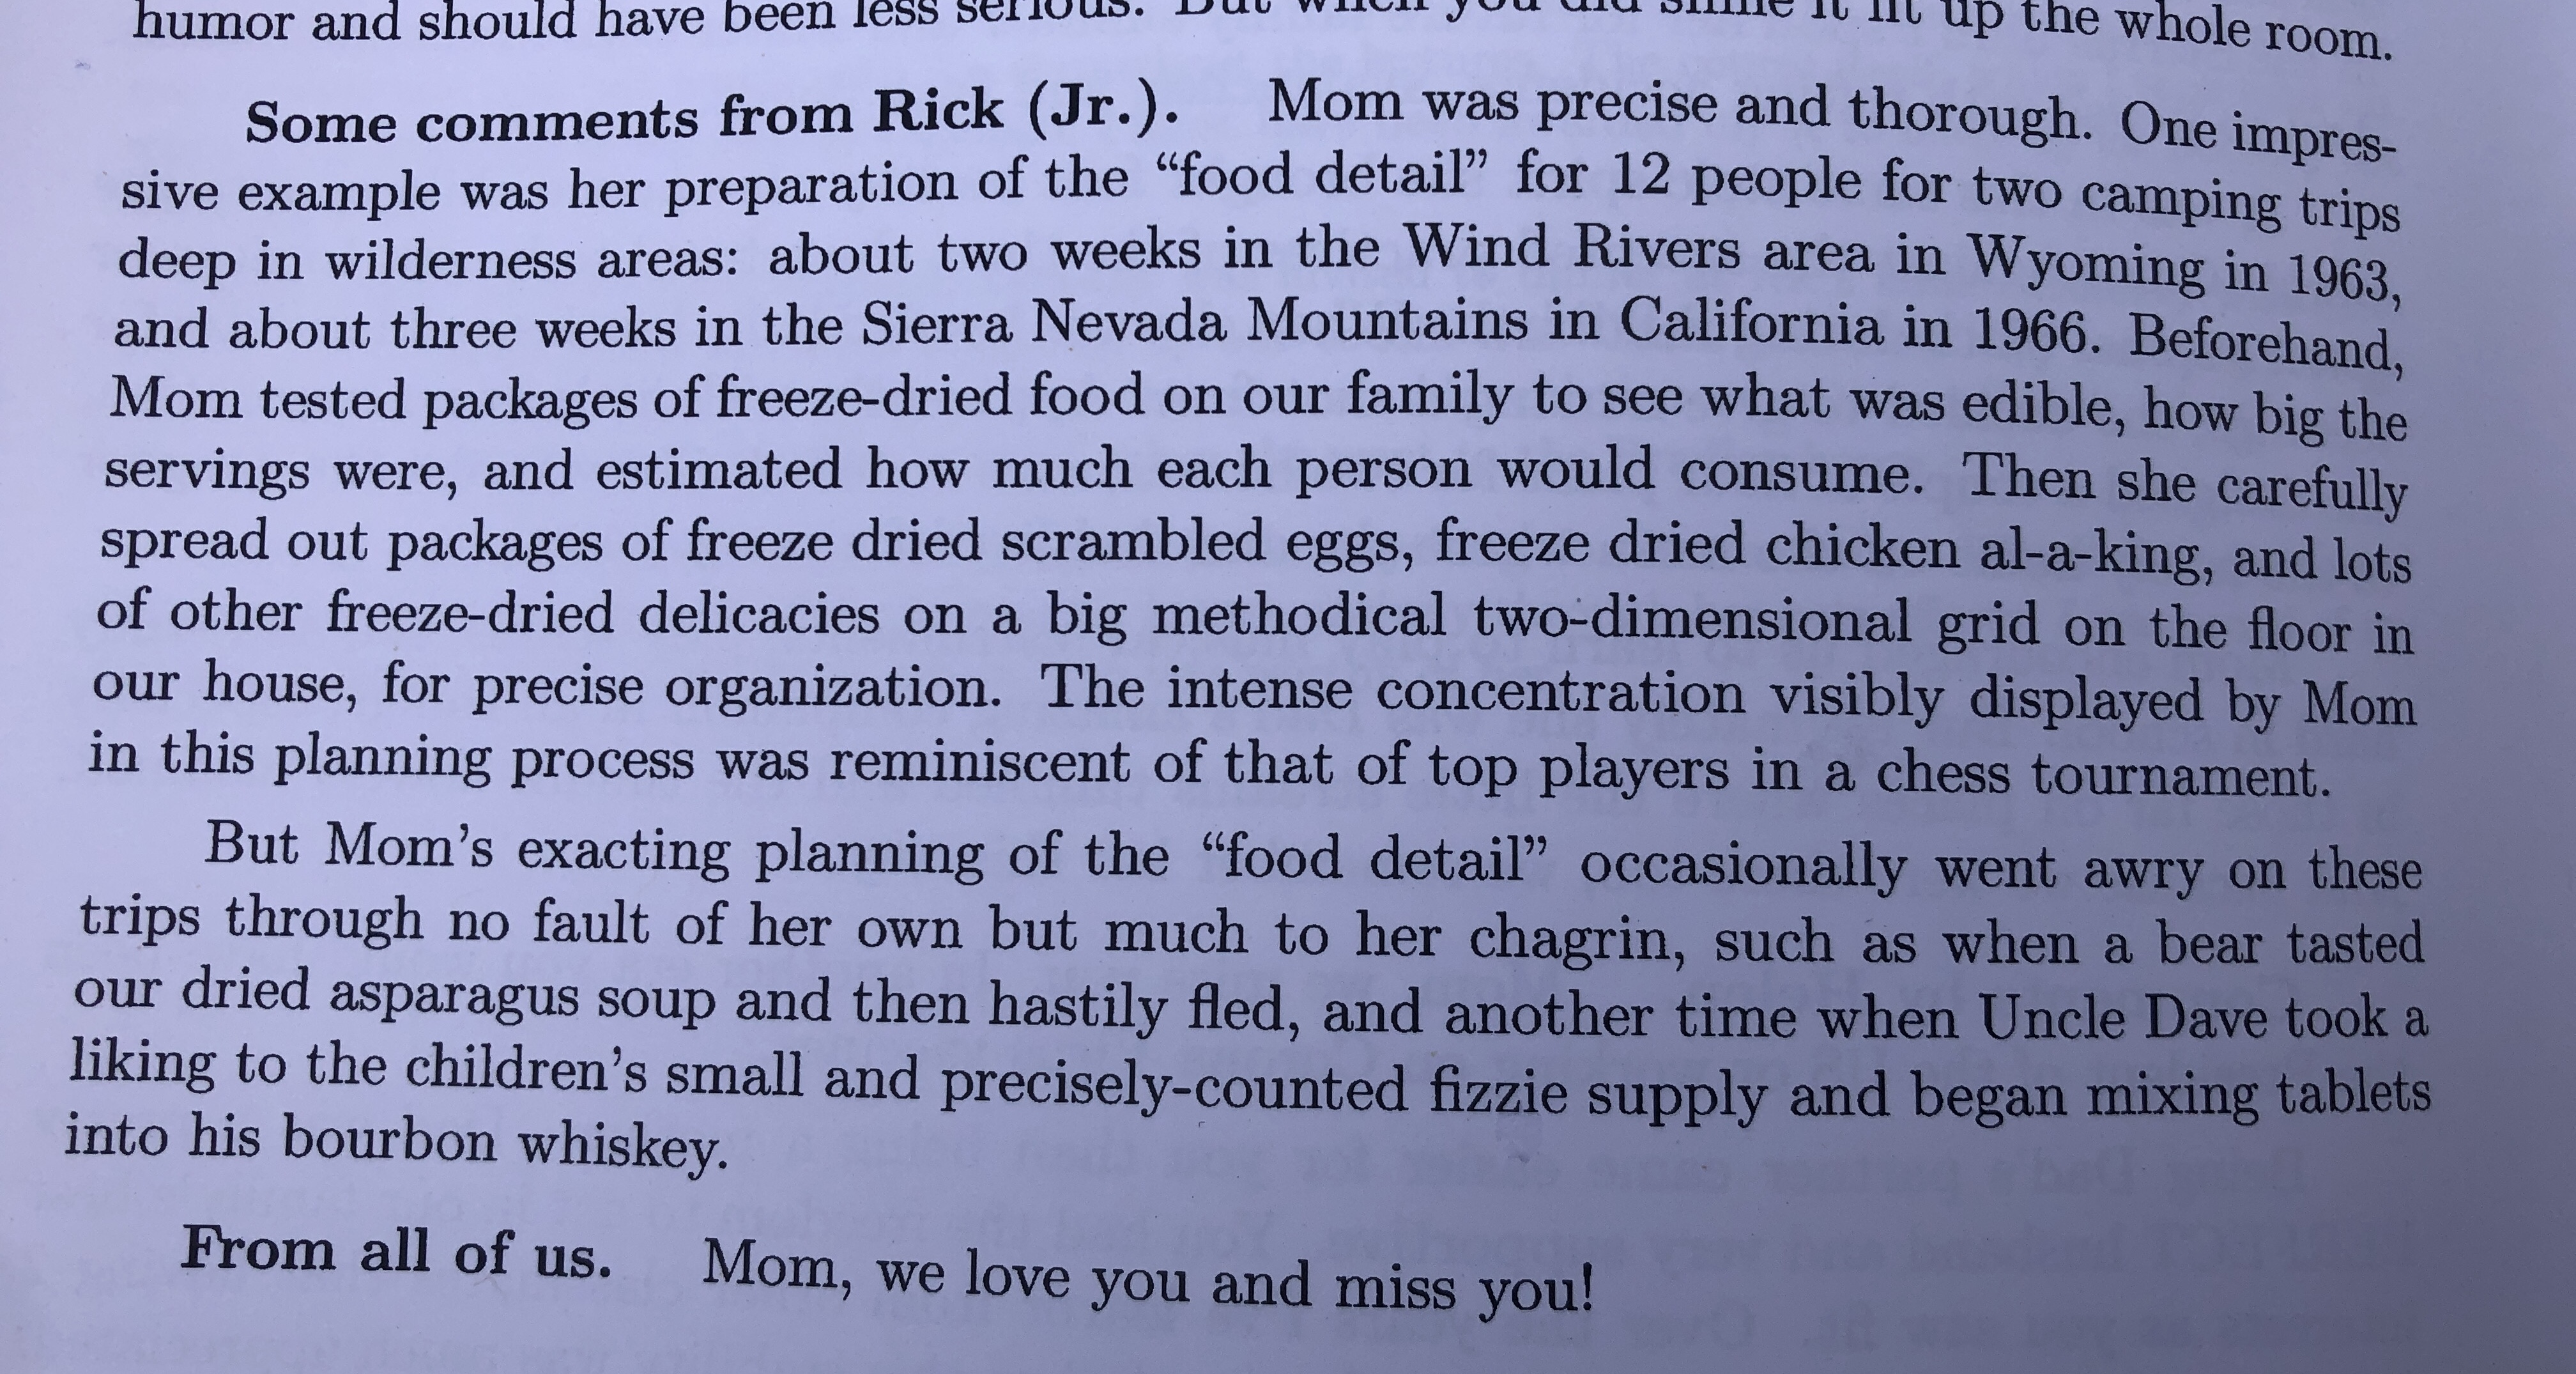 humor and should have been less serious. But when you did smile it lit up the whole room.
Some comments from Rick (Jr.). Mom was precise and thorough. One impres-
sive example was her preparation of the “food detail” for 12 people for two camping trips
deep in wilderness areas: about two weeks in the Wind Rivers area in Wyoming in 1963,
and about three weeks in the Sierra Nevada Mountains in California in 1966. Beforehand,
Mom tested packages of freeze-dried food on our family to see what was edible, how big the
servings were, and estimated how much each person would consume. Then she carefully
spread out packages of freeze dried scrambled eggs, freeze dried chicken al-a-king, and lots
of other freeze-dried delicacies on a big methodical two-dimensional grid on the floor in
our house, for precise organization. The intense concentration visibly displayed by Mom
in this planning process was reminiscent of that of top players in a chess tournament.
But Mom’s exacting planning of the “food detail” occasionally went awry on these
trips through no fault of her own but much to her chagrin, such as when a bear tasted
our dried asparagus soup and then hastily fled, and another time when Uncle Dave took a
liking to the children’s small and precisely-counted fizzie supply and began mixing tablets
into his bourbon whiskey.
From all of us. Mom, we love you and miss you!